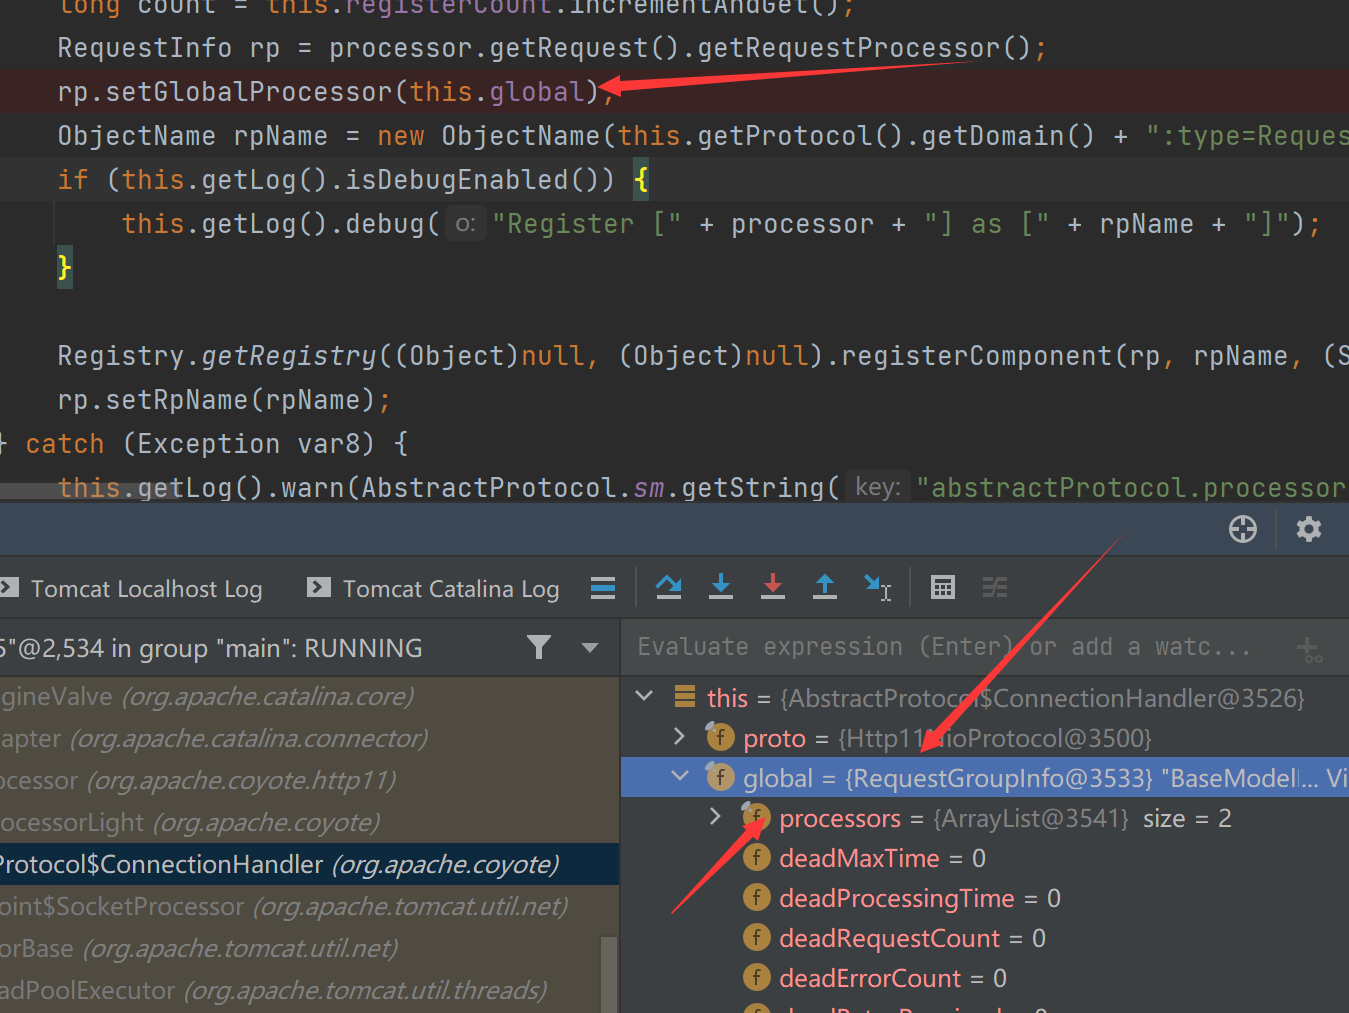 long count = this.registerCount.incrementAndGet();
RequestInfo rp = processor.getRequest().getRequestProcessor();
rp.setGlobalProcessor(this.global);
ObjectName rpName = new ObjectName(this.getProtocol().getDomain() + ":type=Reques
if (this.getLog().isDebugEnabled()) {
this.getLog().debug( o: "Register [" + processor + "] as [" + rpName + "]");
}
Registry.getRegistry((Object)null, (Object)null).registerComponent(rp, rpName, (S
rp.setRpName(rpName);
} catch (Exception var8) {
this.getLog().warn(AbstractProtocol.sm.getString( key: "abstractProtocol.processor
Tomcat Localhost Log
Tomcat Catalina Log
5"@2,534 in group "main": RUNNING
Evaluate expression (Enter) or add a watc...
gineValve (org.apache.catalina.core)
apter (org.apache.catalina.connector)
ocessor (org.apache.coyote.http11)
ocessorLight (org.apache.coyote)
Protocol$ConnectionHandler (org.apache.coyote)
oint$SocketProcessor (org.apache.tomcat.util.net)
orBase (org.apache.tomcat.util.net)
adPoolExecutor (org.apache.tomcat.util.threads)
this = {AbstractProtocol$ConnectionHandler@3526}
proto = {Http11NioProtocol@3500}
global = {RequestGroupInfo@3533} "BaseModel... Vi
processors = {ArrayList@3541} size = 2
deadMaxTime = 0
deadProcessingTime = 0
deadRequestCount = 0
deadErrorCount = 0